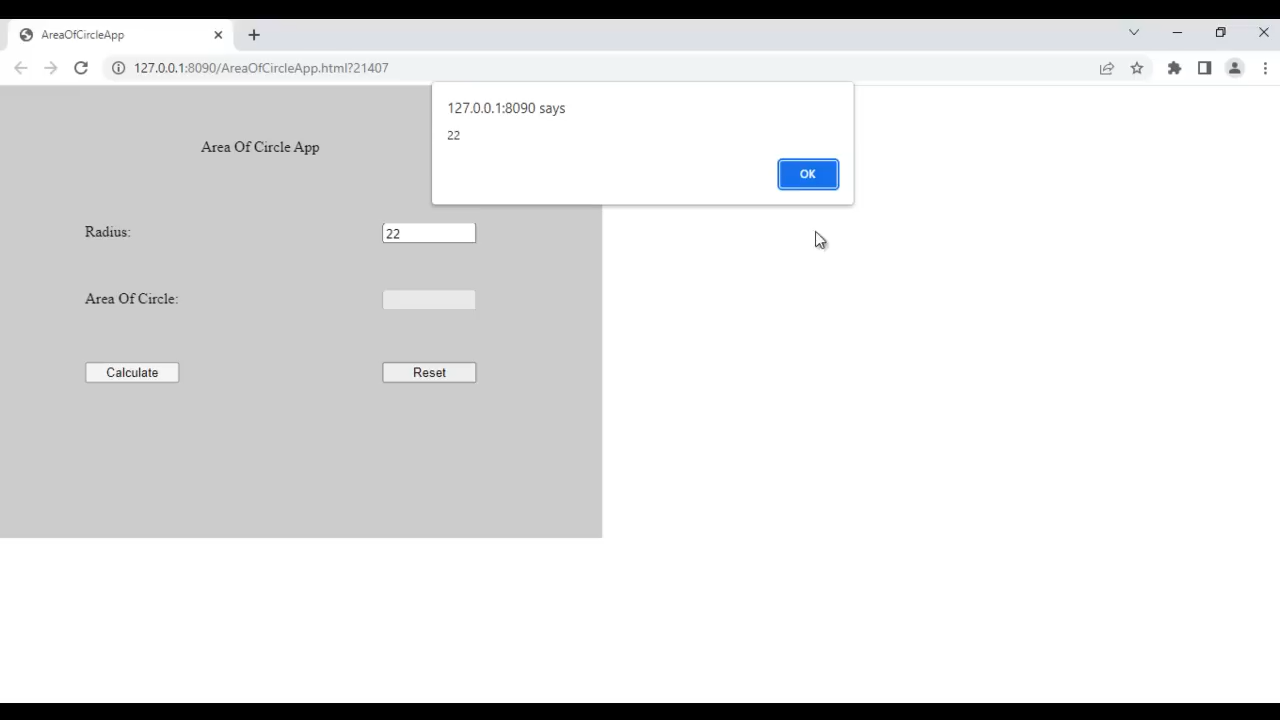 AreaOfCircleApp
127.0.0.1:8090/AreaOfCircleApp.html?21407
127.0.0.1:8090 says
22
OK
Area Of Circle App
Radius:
22
Area Of Circle:
Calculate
Reset